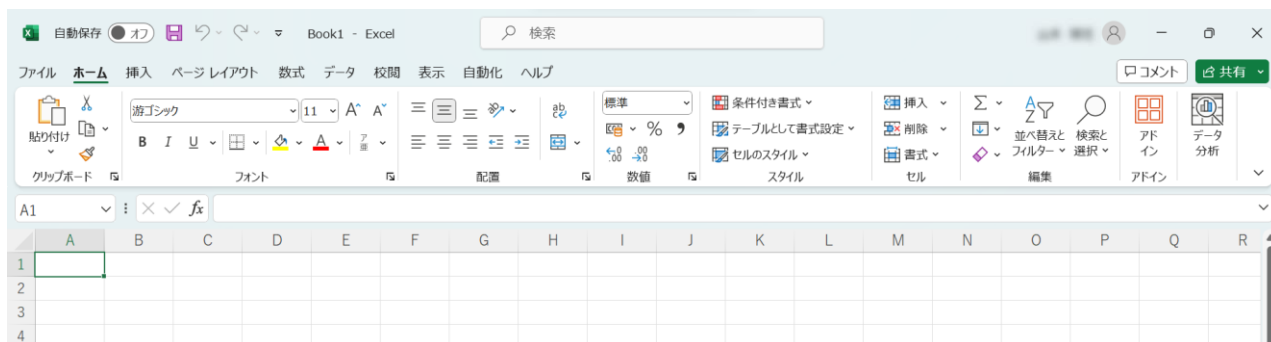 自動保存 オフ Book1 - Excel 検索
ファイル ホーム 挿入 ページ レイアウト 数式 データ 校閲 表示 自動化 ヘルプ コメント 共有
貼り付け
游ゴシック 11 A^ Aˇ ab 標準 条件付き書式 挿入 Σ
B I U A ア亜 % 9 テーブルとして書式設定 削除 並べ替えと フィルター 検索と 選択 アド イン データ 分析
セルのスタイル 書式
クリップボード フォント 配置 数値 スタイル セル 編集 アドイン
A1 fx
A B C D E F G H I J K L M N O P Q R
1
2
3
4